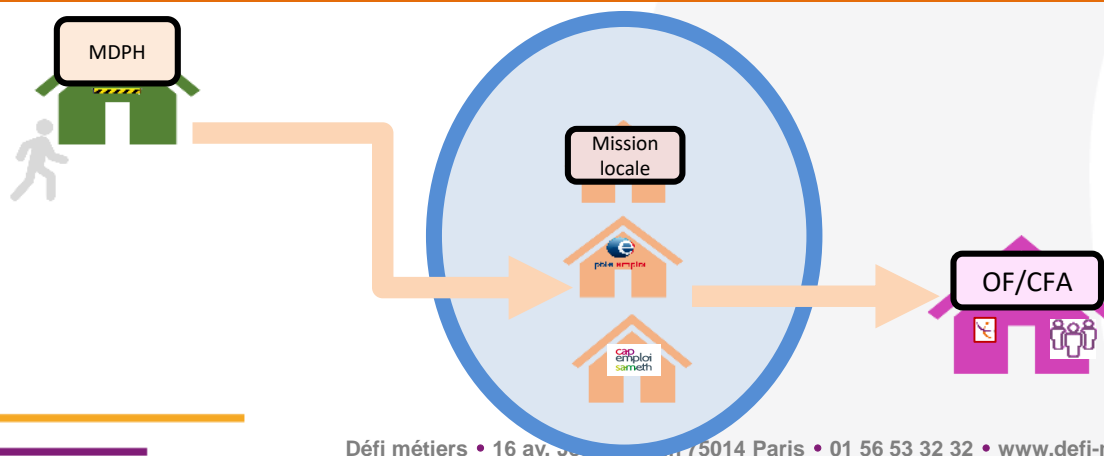 MDPH
Mission
locale
pôle emploi
cap
emploi
sameth
OF/CFA
Défi métiers • 16 av. 75014 Paris • 01 56 53 32 32 • www.defi-